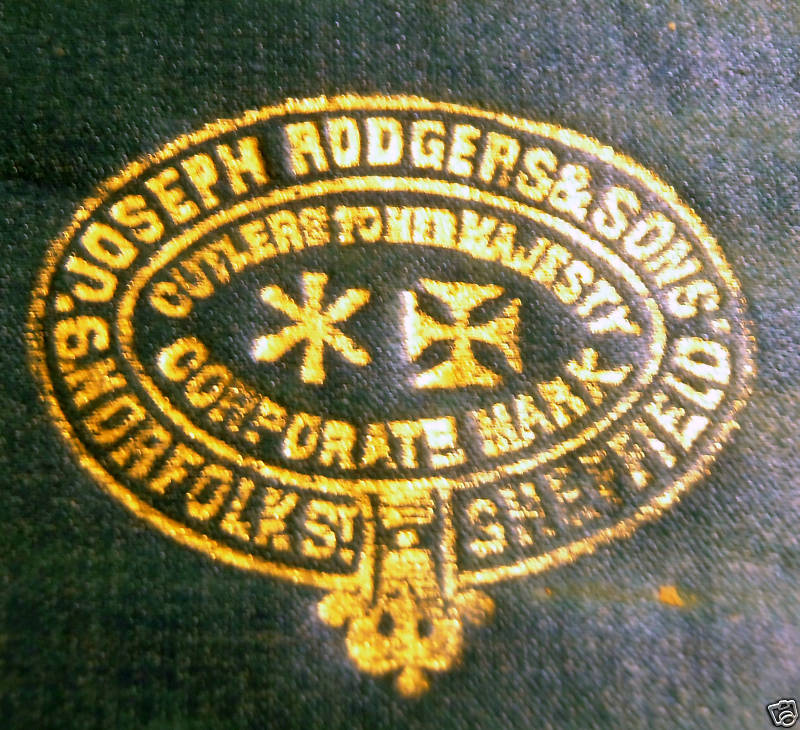 JOSEPH RODGERS & SONS
CUTLERS TO HER MAJESTY
CORPORATE MARK
6 NORFOLK ST. SHEFFIELD